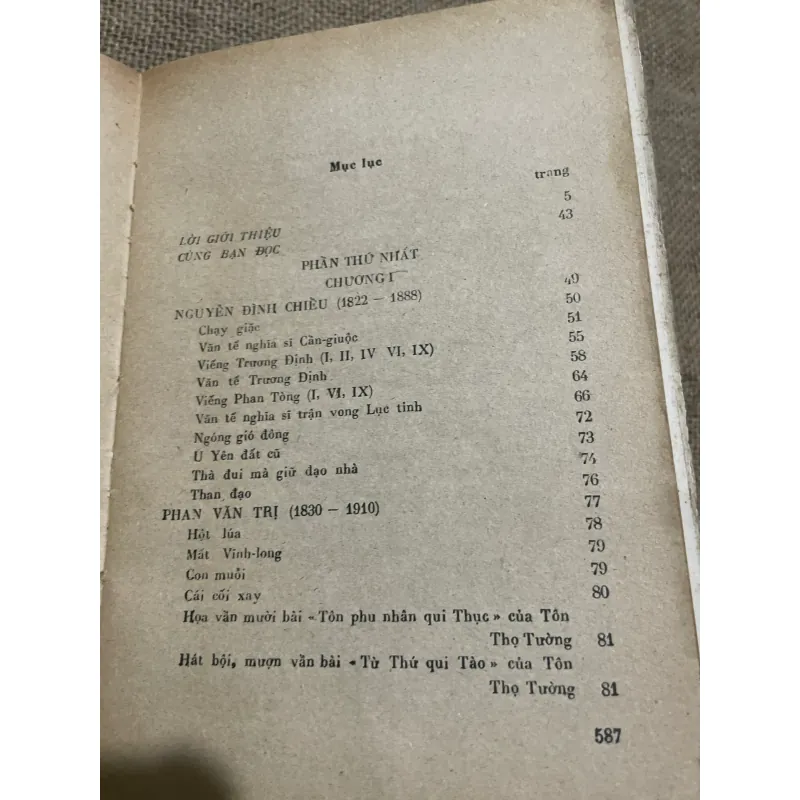 Mục lục
trang
LỜI GIỚI THIỆU 5
CÙNG BẠN ĐỌC 43
PHẦN THỨ NHẤT
CHƯƠNG I
NGUYỄN ĐÌNH CHIỂU (1822 — 1888) 49
Chạy giặc 50
Văn tế nghĩa sĩ Cần-giuộc 51
Viếng Trương Định (I, II, IV VI, IX) 55
Văn tế Trương Định 58
Viếng Phan Tòng (I, VI, IX) 64
Văn tế nghĩa sĩ trận vong Lục tỉnh 66
Ngóng gió đông 72
U Yên đất cũ 73
Thà đui mà giữ đạo nhà 74
Than đạo 76
PHAN VĂN TRỊ (1830 — 1910) 77
Hột lúa 78
Mất Vĩnh-long 79
Con muỗi 79
Cái cối xay 80
Họa vần mười bài «Tôn phu nhân qui Thục» của Tôn
Thọ Tường 81
Hát bội, mượn vần bài «Từ Thứ qui Tào» của Tôn
Thọ Tường 81
587